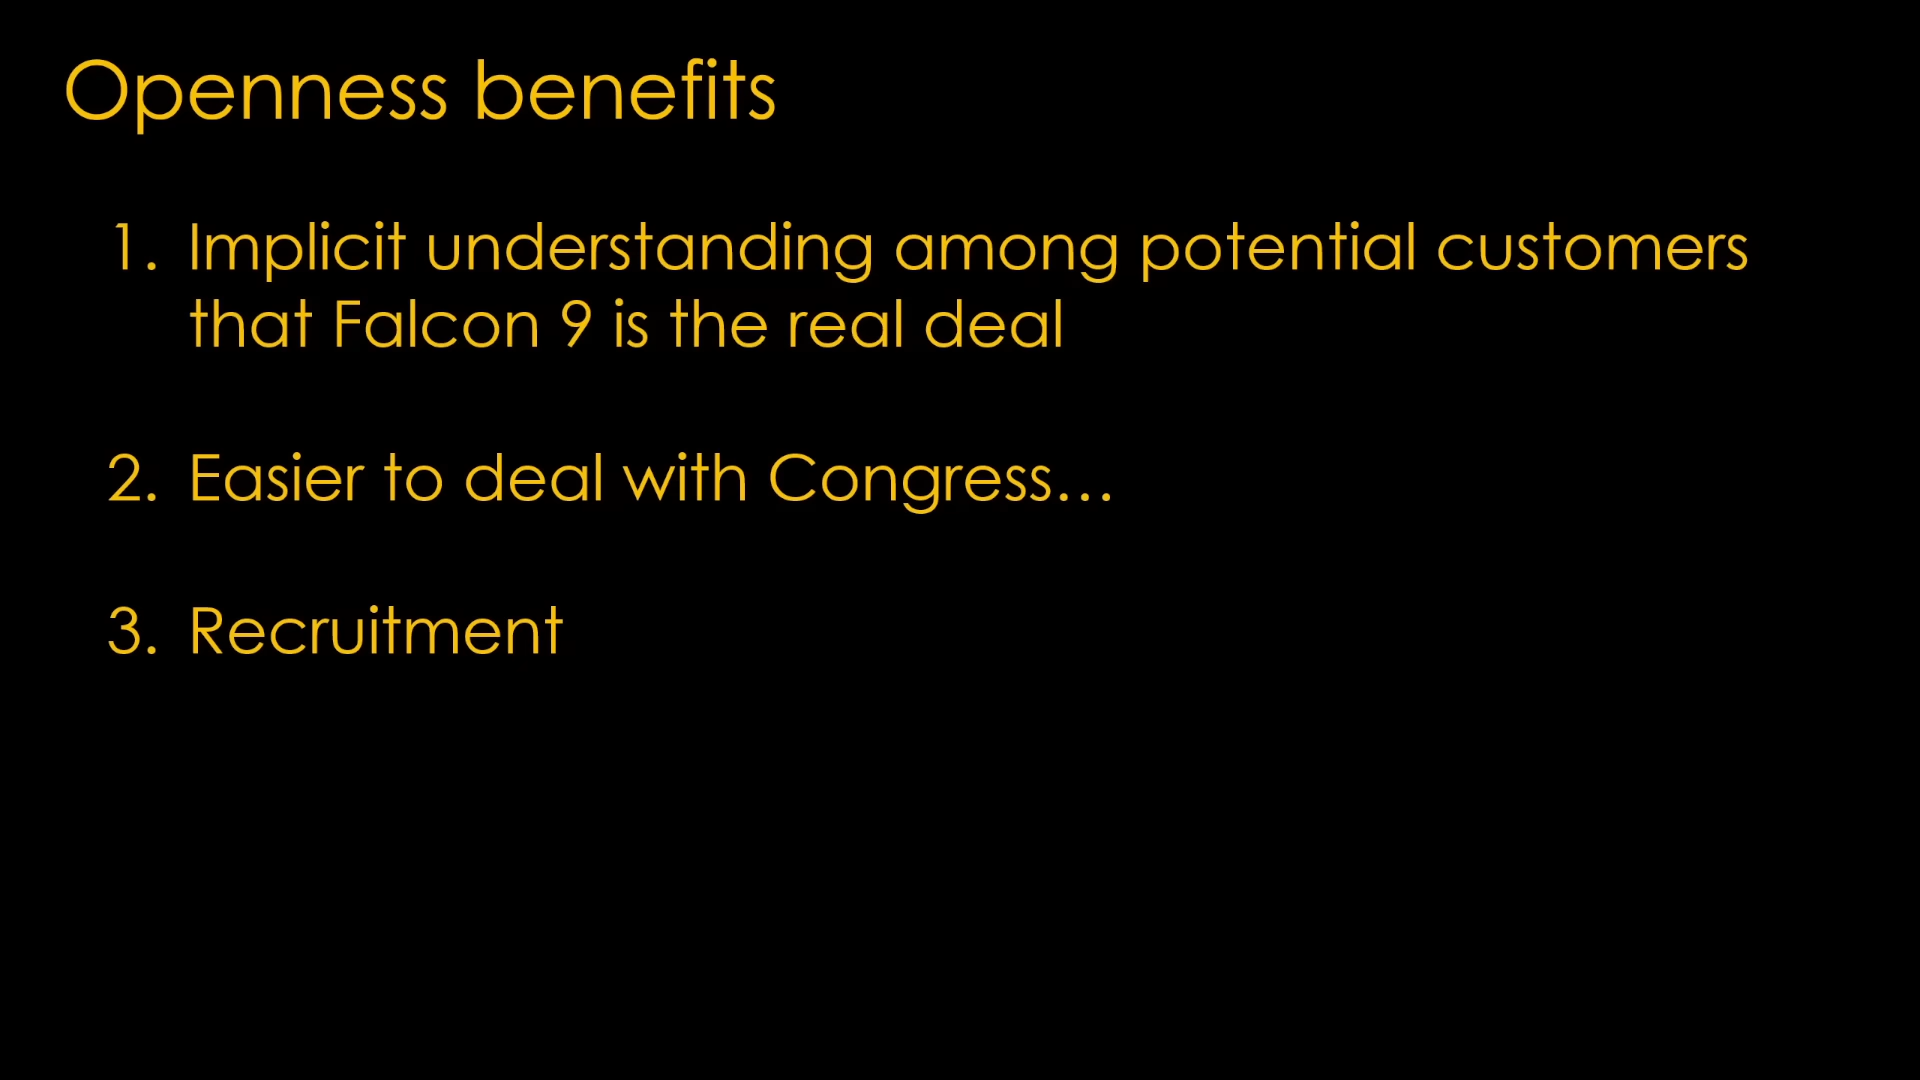 Openness benefits
1. Implicit understanding among potential customers
that Falcon 9 is the real deal
2. Easier to deal with Congress…
3. Recruitment